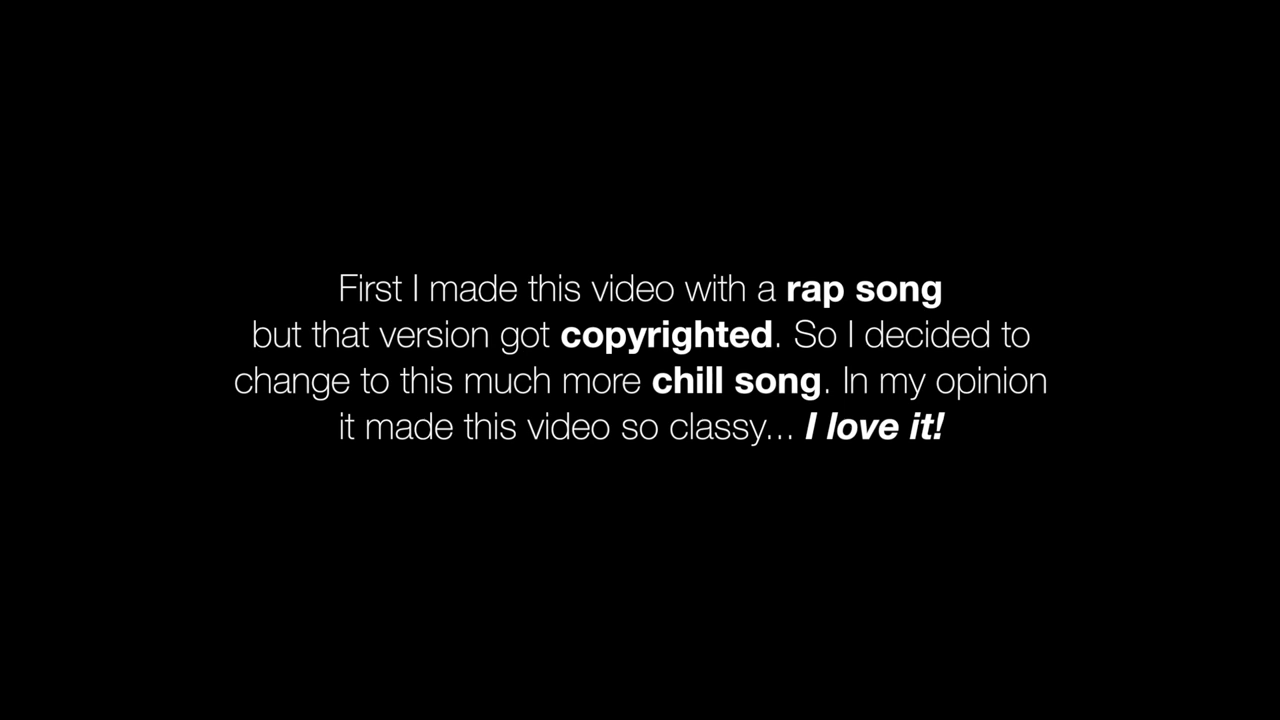 First I made this video with a rap song
but that version got copyrighted. So I decided to
change to this much more chill song. In my opinion
it made this video so classy... I love it!